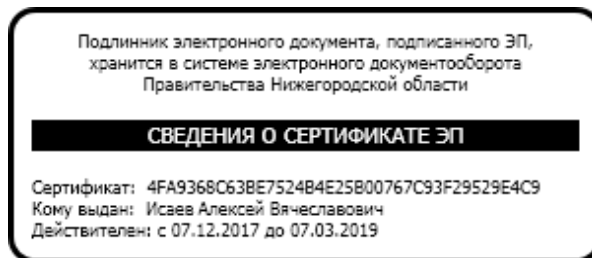 Подлинник электронного документа, подписанного ЭП,
хранится в системе электронного документооборота
Правительства Нижегородской области
СВЕДЕНИЯ О СЕРТИФИКАТЕ ЭП
Сертификат: 4FA9368C63BE7524B4E25B00767C93F29529E4C9
Кому выдан: Исаев Алексей Вячеславович
Действителен: с 07.12.2017 до 07.03.2019